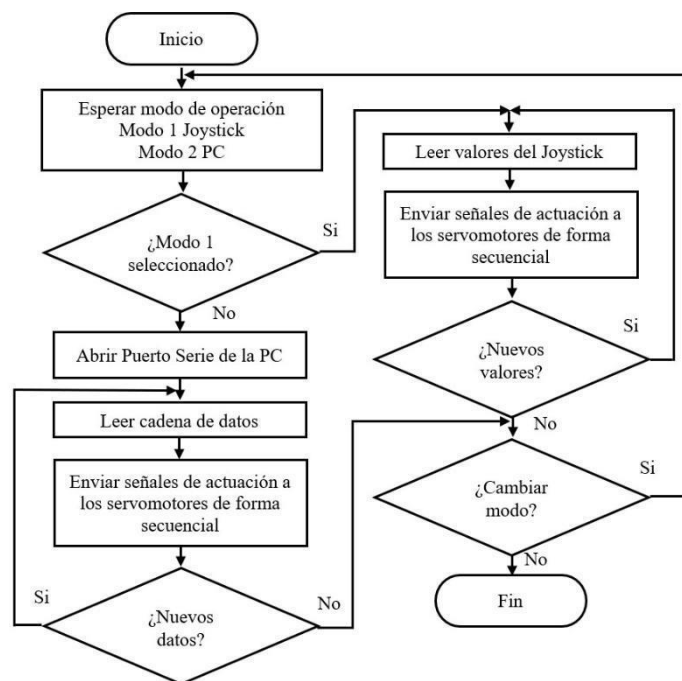 Inicio
Esperar modo de operación
Modo 1 Joystick
Modo 2 PC
¿Modo 1
seleccionado?
Si
No
Abrir Puerto Serie de la PC
Leer cadena de datos
Enviar señales de actuación a
los servomotores de forma
secuencial
¿Nuevos
datos?
Si
No
Leer valores del Joystick
Enviar señales de actuación a
los servomotores de forma
secuencial
¿Nuevos
valores?
Si
No
¿Cambiar
modo?
Si
No
Fin